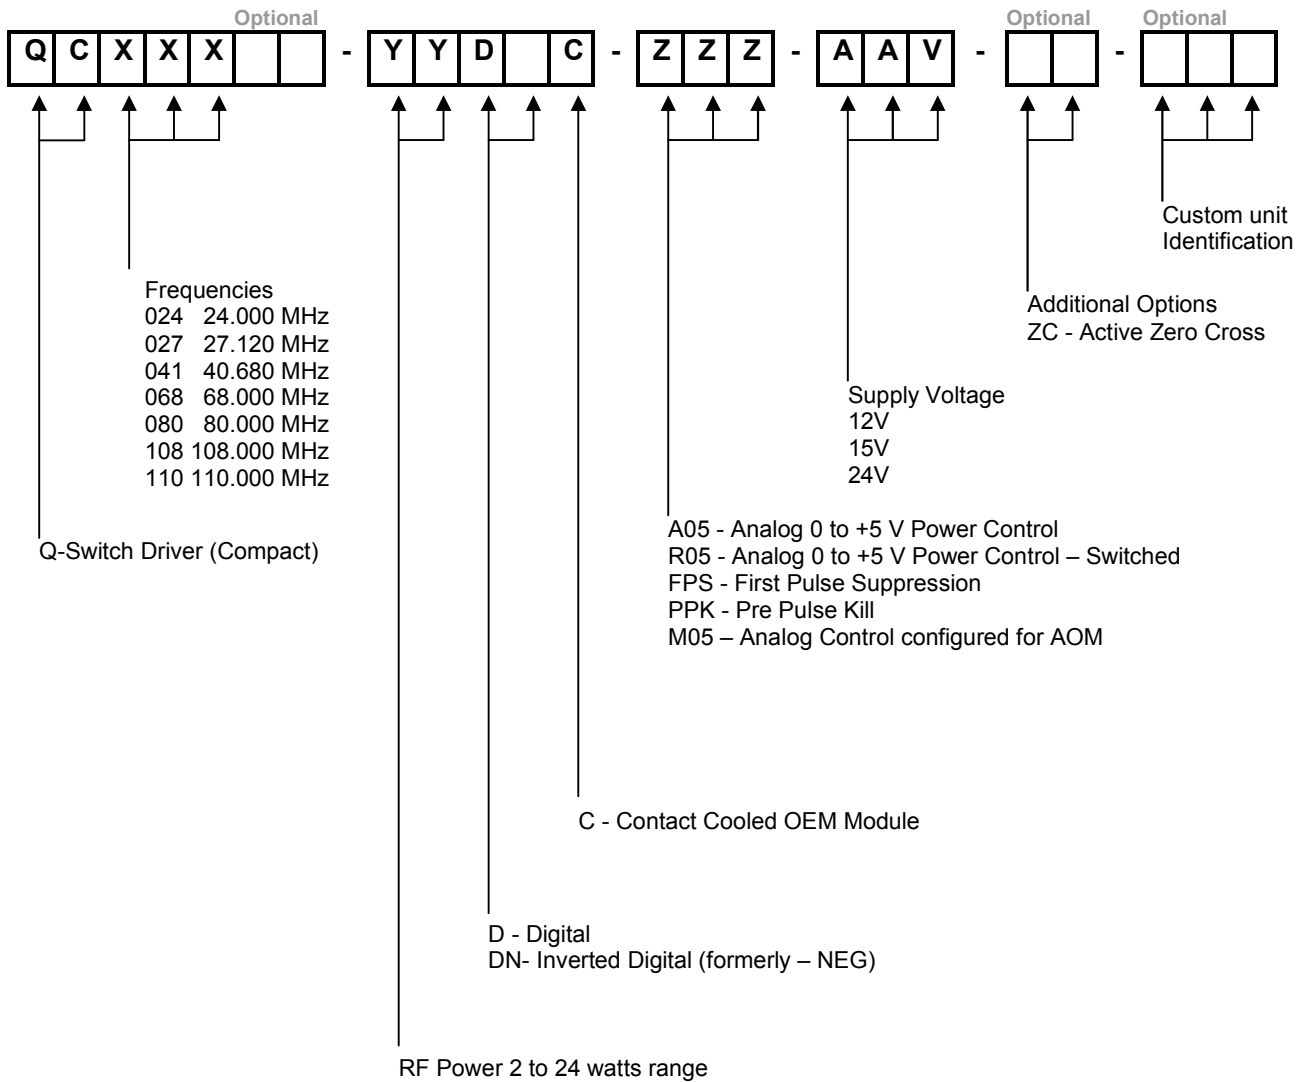 Optional Optional Optional
Q C X X X - Y Y D C - Z Z Z - A A V - -
Custom unit
Identification
Frequencies
024 24.000 MHz
027 27.120 MHz
041 40.680 MHz
068 68.000 MHz
080 80.000 MHz
108 108.000 MHz
110 110.000 MHz
Additional Options
ZC - Active Zero Cross
Supply Voltage
12V
15V
24V
Q-Switch Driver (Compact)
A05 - Analog 0 to +5 V Power Control
R05 - Analog 0 to +5 V Power Control – Switched
FPS - First Pulse Suppression
PPK - Pre Pulse Kill
M05 – Analog Control configured for AOM
C - Contact Cooled OEM Module
D - Digital
DN- Inverted Digital (formerly – NEG)
RF Power 2 to 24 watts range